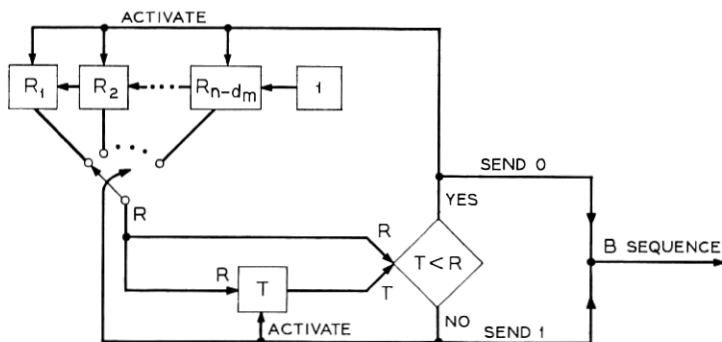 ACTIVATE
R1 R2 Rn-dm 1
R
SEND 0
YES
R
B SEQUENCE
T < R
R T T
NO
ACTIVATE SEND 1